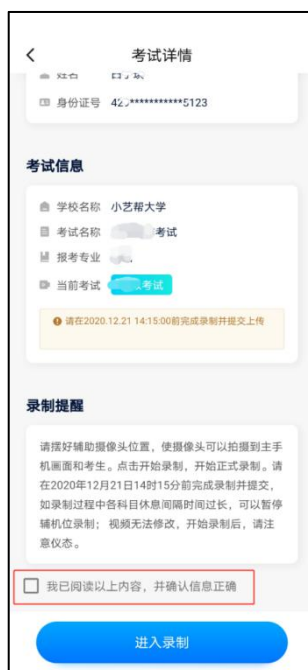 考试详情
姓名
身份证号 42 ***********5123
考试信息
学校名称 小艺帮大学
考试名称 考试
报考专业
当前考试 考试
请在2020.12.21 14:15:00前完成录制并提交上传
录制提醒
请摆好辅助摄像头位置，使摄像头可以拍摄到主手
机画面和考生。点击开始录制，开始正式录制。请
在2020年12月21日14时15分前完成录制并提交，
如录制过程中各科目休息间隔时间过长，可以暂停
辅机位录制； 视频无法修改，开始录制后，请注
意仪态。
我已阅读以上内容，并确认信息正确
进入录制